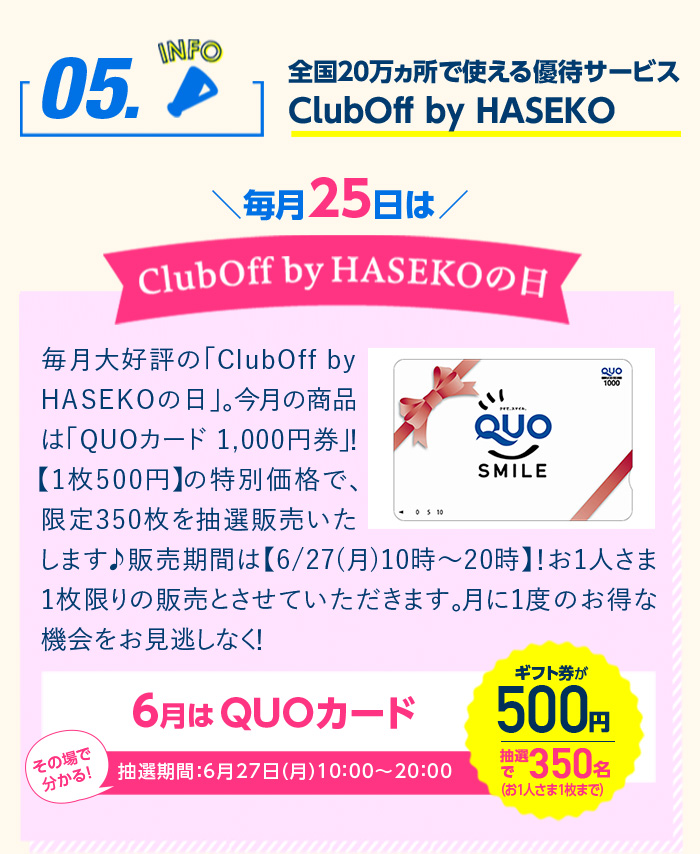 05.
INFO
全国20万ヵ所で使える優待サービス
ClubOff by HASEKO
＼毎月25日は／
ClubOff by HASEKOの日
毎月大好評の「ClubOff by
HASEKOの日」。今月の商品
は「QUOカード 1,000円券」!
【1枚500円】の特別価格で、
限定350枚を抽選販売いた
します♪販売期間は【6/27(月)10時～20時】!お1人さま
1枚限りの販売とさせていただきます。月に1度のお得な
機会をお見逃しなく!
QUO
1000
QUO
SMILE
◄ 0 5 10
6月はQUOカード
ギフト券が
500円
抽選で350名
(お1人さま1枚まで)
その場で
分かる!
抽選期間：6月27日(月)10：00～20：00